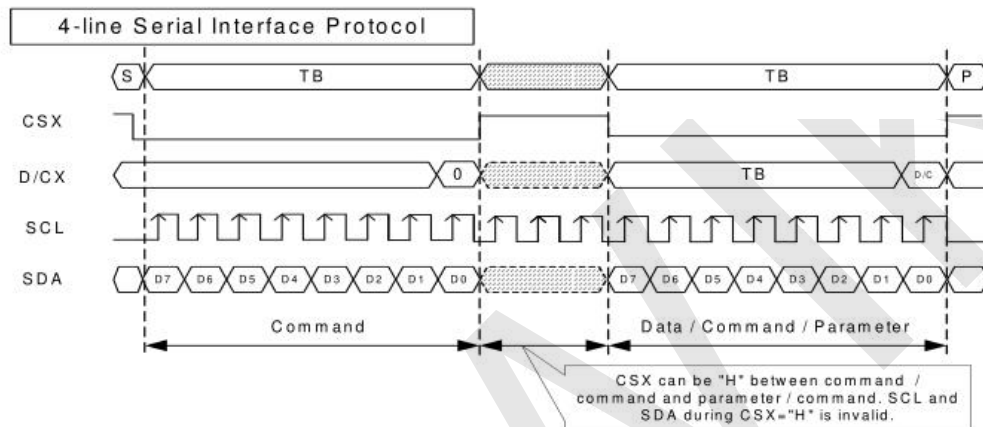 4-line Serial Interface Protocol
S TB TB P
CSX
D/CX 0 TB D/C
SCL
SDA D7 D6 D5 D4 D3 D2 D1 D0 D7 D6 D5 D4 D3 D2 D1 D0
Command Data / Command / Parameter
CSX can be "H" between command /
command and parameter / command. SCL and
SDA during CSX="H" is invalid.